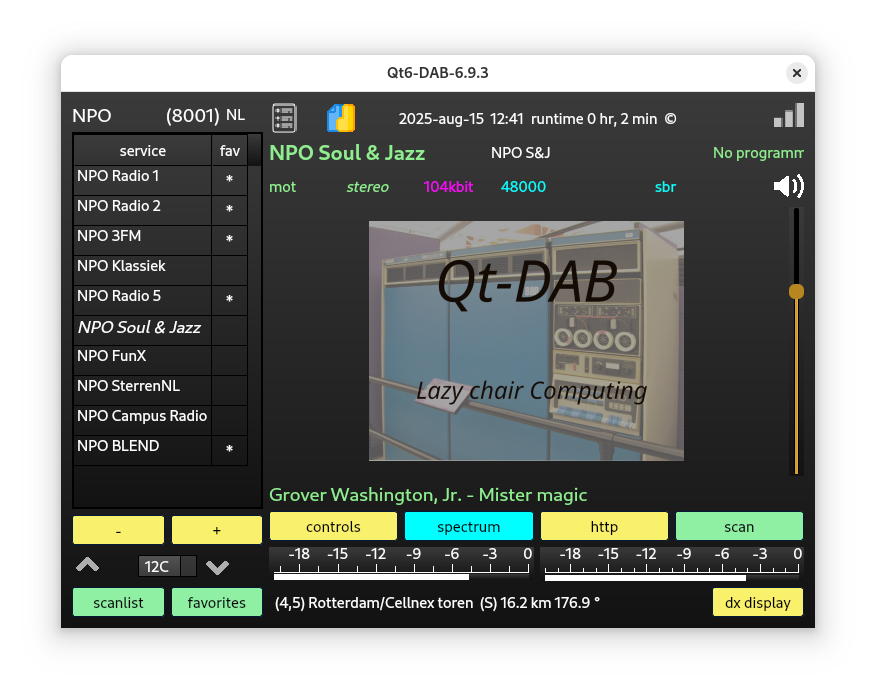 Qt6-DAB-6.9.3
NPO (8001) NL
2025-aug-15 12:41 runtime 0 hr, 2 min ©
service fav
NPO Radio 1 *
NPO Radio 2 *
NPO 3FM *
NPO Klassiek
NPO Radio 5 *
NPO Soul & Jazz
NPO FunX
NPO SterrenNL
NPO Campus Radio
NPO BLEND *
- +
12C
scanlist favorites
NPO Soul & Jazz NPO S&J No programm
mot stereo 104kbit 48000 sbr
Qt-DAB
Lazy chair Computing
Grover Washington, Jr. - Mister magic
controls spectrum http scan
-18 -15 -12 -9 -6 -3 0 -18 -15 -12 -9 -6 -3 0
(4,5) Rotterdam/Cellnex toren (S) 16.2 km 176.9 °
dx display